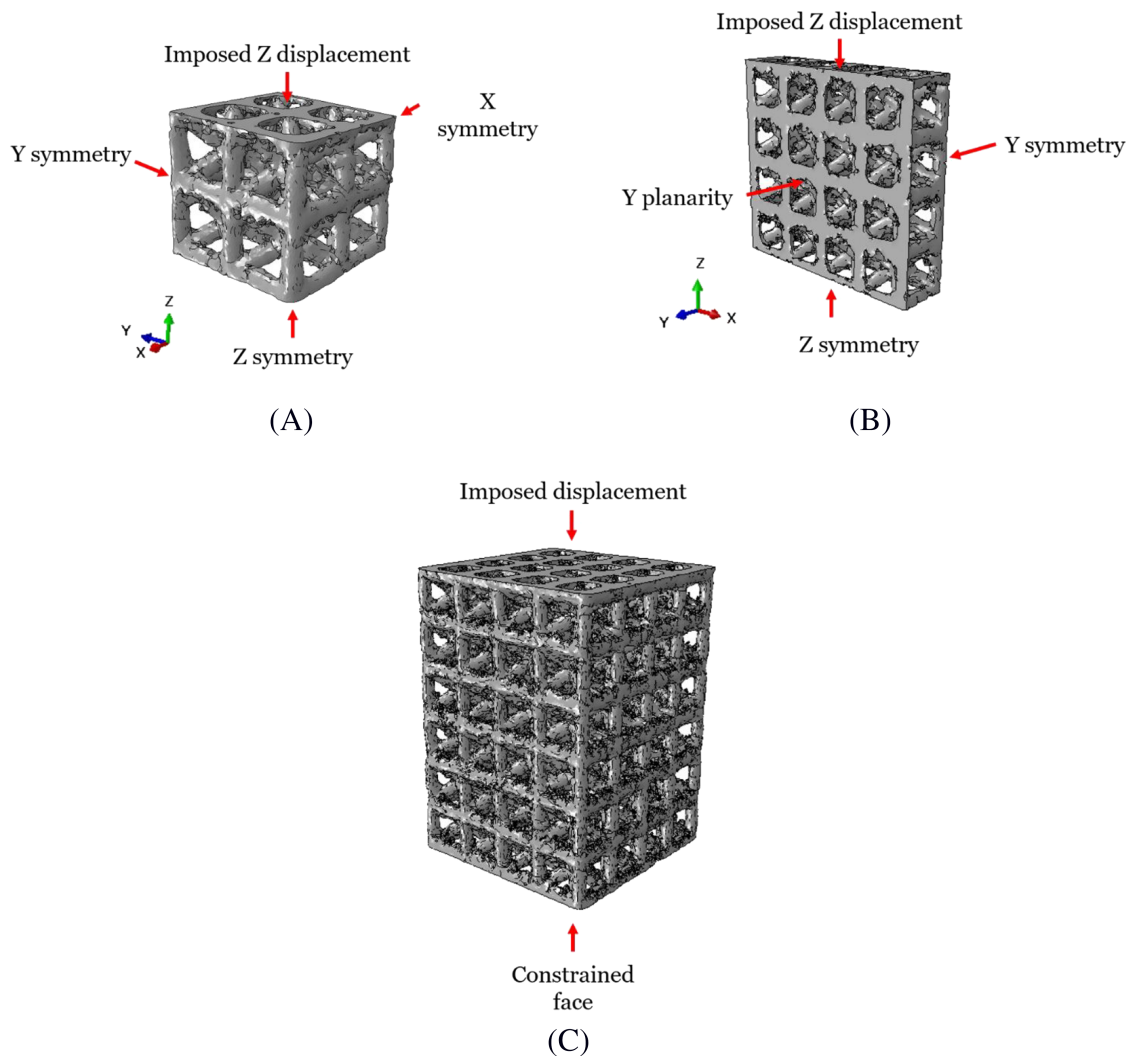 Imposed Z displacement
X
symmetry
Y symmetry
Z
Y
X
Z symmetry
(A)
Imposed Z displacement
Y symmetry
Y planarity
Z
Y
X
Z symmetry
(B)
Imposed displacement
Constrained
face
(C)